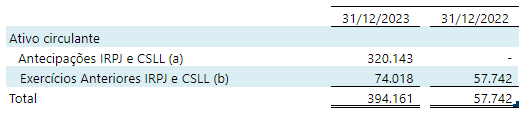 31/12/2023 31/12/2022
Ativo circulante
Antecipações IRPJ e CSLL (a) 320.143 -
Exercícios Anteriores IRPJ e CSLL (b) 74.018 57.742
Total 394.161 57.742